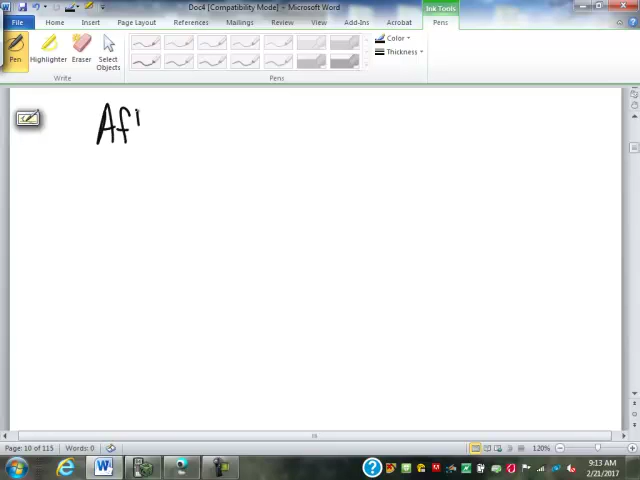 Doc4 [Compatibility Mode] - Microsoft Word
Ink Tools
File Home Insert Page Layout References Mailings Review View Add-Ins Acrobat Pens
Pen Highlighter Eraser Select Objects
Color
Thickness
Write Pens
Af
Page: 10 of 115 Words: 0 120%
9:13 AM
2/21/2017